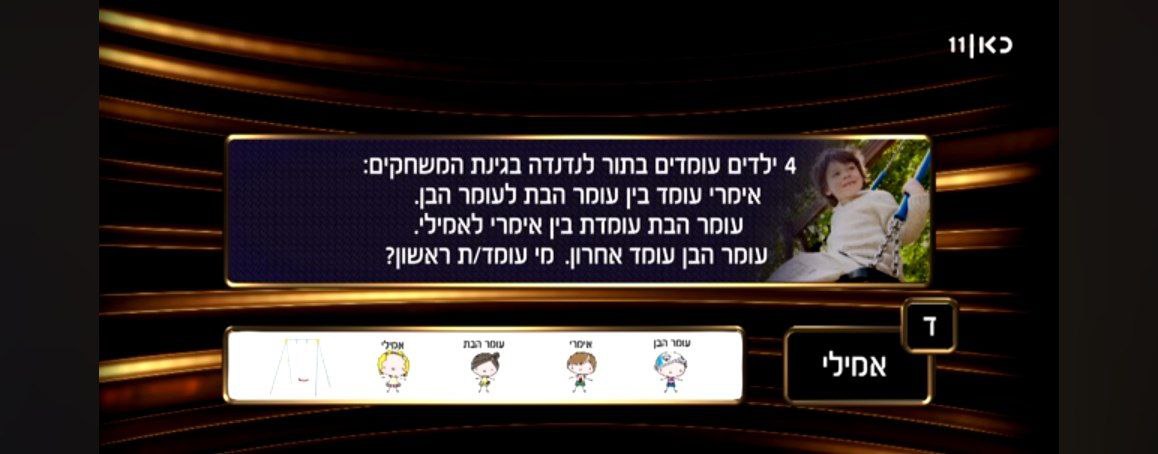 כאן|11
4 ילדים עומדים בתור לנדנדה בגינת המשחקים:
אימרי עומד בין עומר הבת לעומר הבן.
עומר הבת עומדת בין אימרי לאמילי.
עומר הבן עומד אחרון. מי עומד/ת ראשון?
ד
אמילי
עומר הבן
אימרי
עומר הבת
אמילי